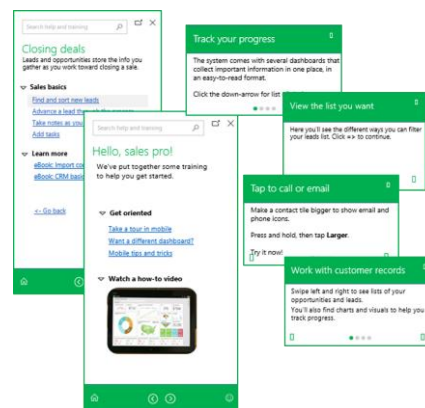 Search help and training
Closing deals
Leads and opportunities store the info you
gather as you work toward closing a sale.
Sales basics
Find and sort new leads
Advance a lead through the process
Take notes as you
Add tasks
Learn more
eBook: Import co
eBook: CRM basic
<- Go back
Search help and training
Hello, sales pro!
We've put together some training
to help you get started.
Get oriented
Take a tour in mobile
Want a different dashboard?
Mobile tips and tricks
Watch a how-to video
Track your progress
The system comes with several dashboards that
collect important information in one place, in
an easy-to-read format.
Click the down-arrow for list
View the list you want
Here you'll see the different ways you can filter
your leads list. Click => to continue.
Tap to call or email
Make a contact tile bigger to show email and
phone icons.
Press and hold, then tap Larger.
Try it now!
Work with customer records
Swipe left and right to see lists of your
opportunities and leads.
You'll also find charts and visuals to help you
track progress.